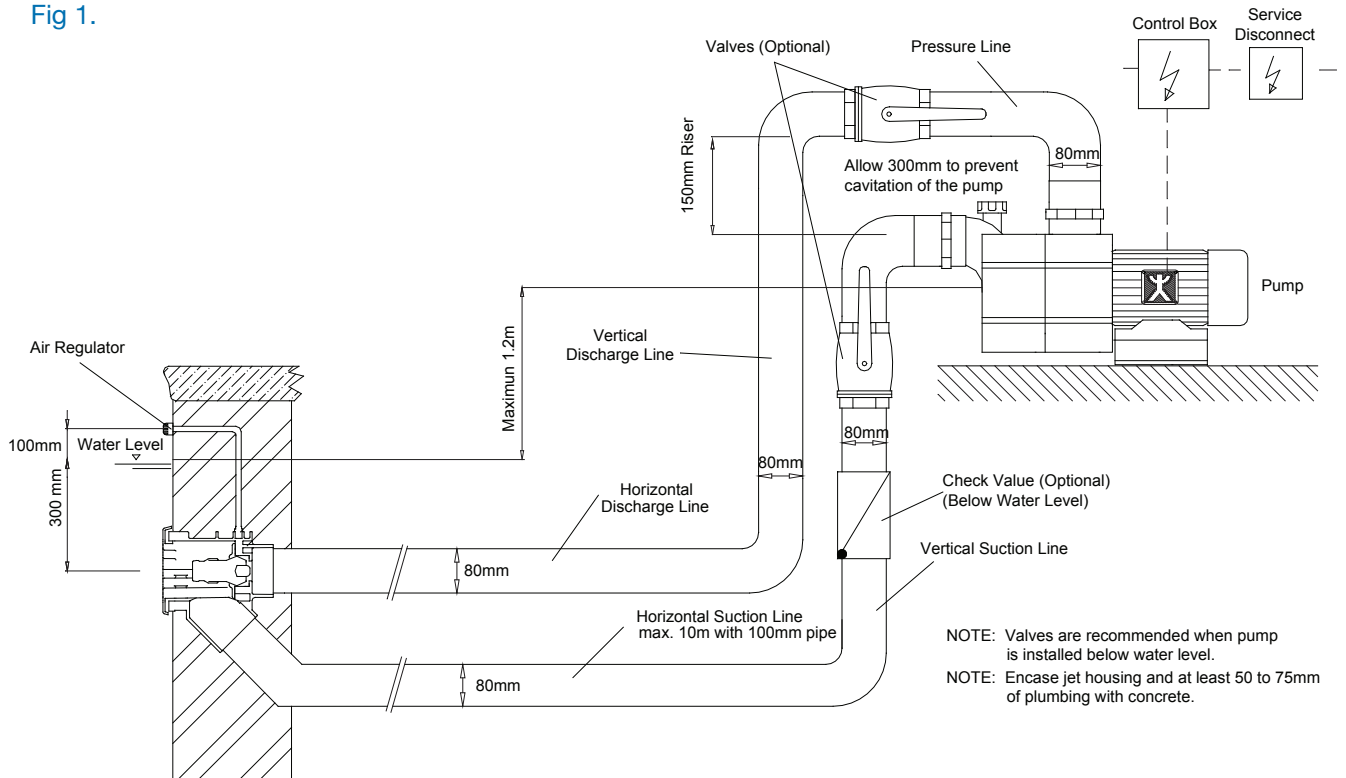 Fig 1.
Control Box
Service
Disconnect
Valves (Optional)
Pressure Line
150mm Riser
Allow 300mm to prevent
cavitation of the pump
80mm
Pump
Maximun 1.2m
Vertical
Discharge Line
Air Regulator
100mm
Water Level
300 mm
80mm
80mm
Horizontal
Discharge Line
Check Value (Optional)
(Below Water Level)
Vertical Suction Line
80mm
Horizontal Suction Line
max. 10m with 100mm pipe
80mm
NOTE: Valves are recommended when pump
is installed below water level.
NOTE: Encase jet housing and at least 50 to 75mm
of plumbing with concrete.